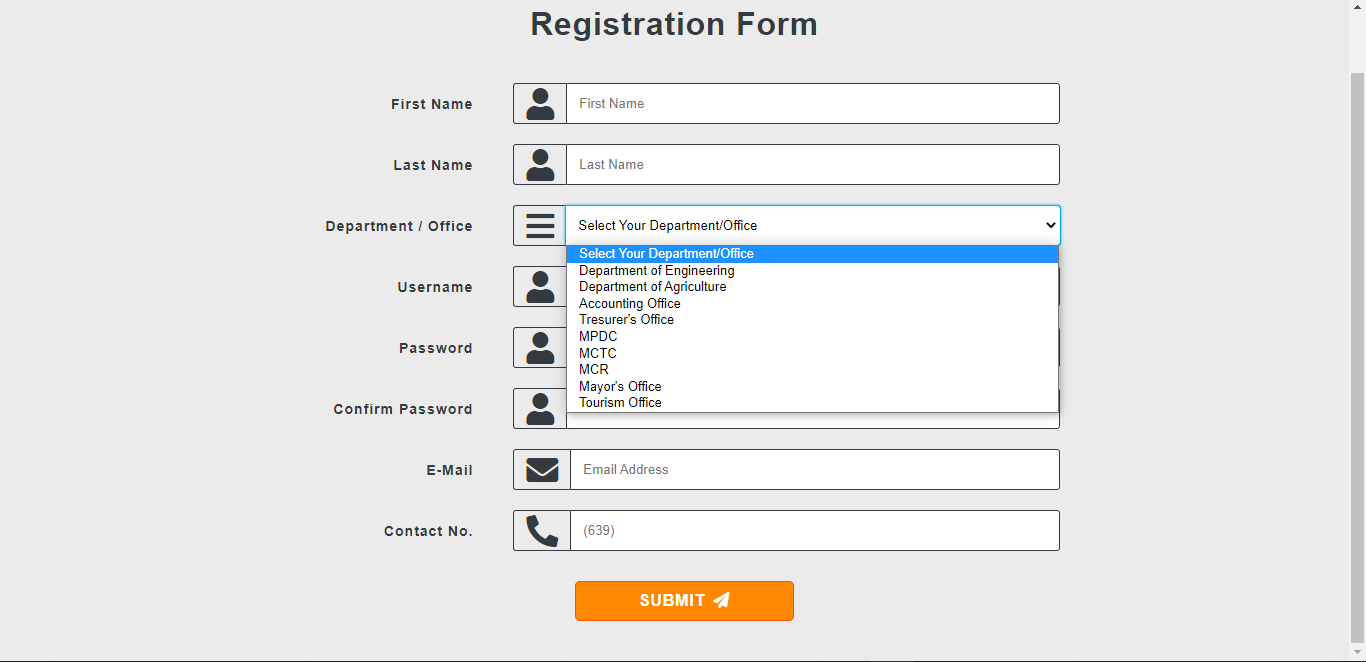 Registration Form
First Name
First Name
Last Name
Last Name
Department / Office
Select Your Department/Office
Select Your Department/Office
Department of Engineering
Department of Agriculture
Accounting Office
Tresurer's Office
MPDC
MCTC
MCR
Mayor's Office
Tourism Office
Username
Password
Confirm Password
E-Mail
Email Address
Contact No.
(639)
SUBMIT